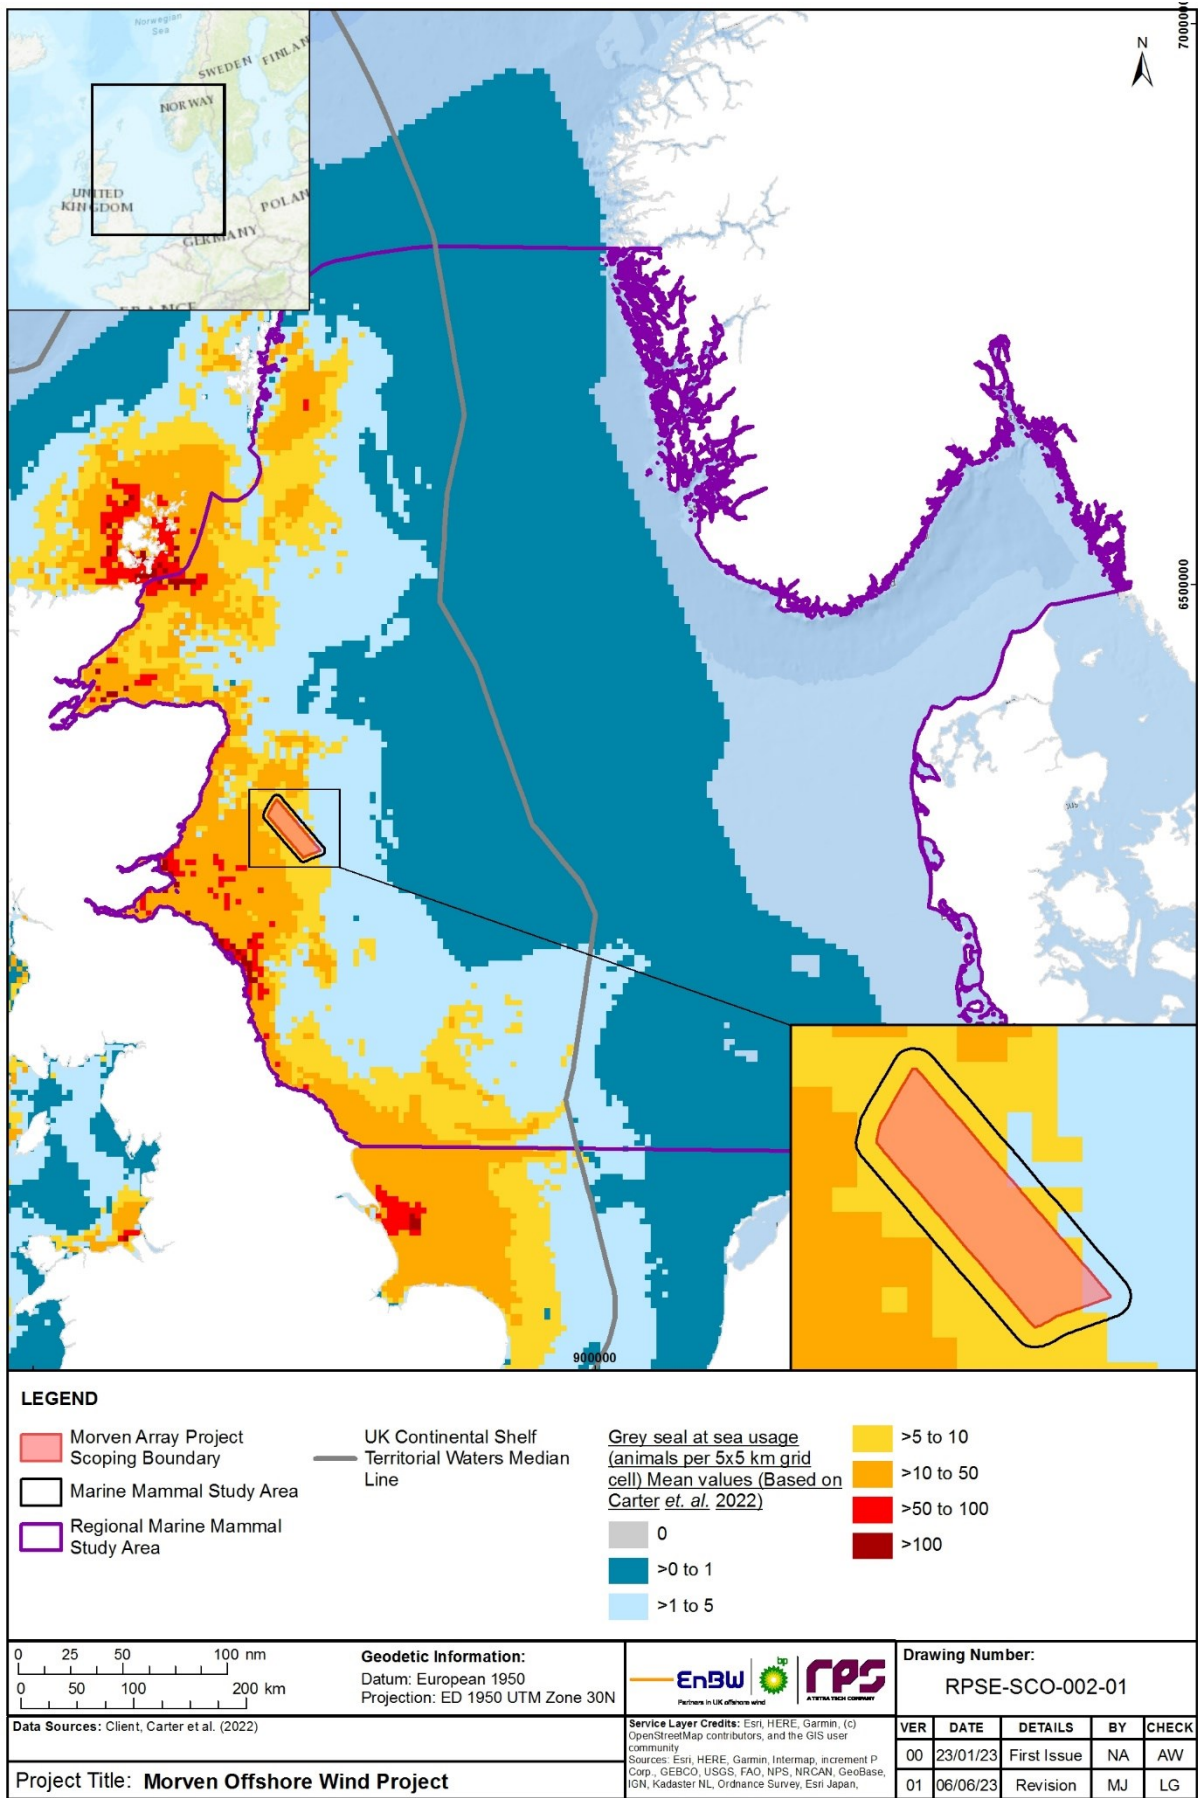 Norwegian
Sea
SWEDEN
FINLAN
NORWAY
UNITED
KINGDOM
POLAN
GERMANY
FRANCE
N
7000000
6500000
900000
LEGEND
Morven Array Project
Scoping Boundary
Marine Mammal Study Area
Regional Marine Mammal
Study Area
UK Continental Shelf
Territorial Waters Median
Line
Grey seal at sea usage
(animals per 5x5 km grid
cell) Mean values (Based on
Carter et. al. 2022)
0
>0 to 1
>1 to 5
>5 to 10
>10 to 50
>50 to 100
>100
0 25 50 100 nm
0 50 100 200 km
Geodetic Information:
Datum: European 1950
Projection: ED 1950 UTM Zone 30N
EnBW bp RPS
Partners in UK offshore wind
A TETRA TECH COMPANY
Drawing Number:
RPSE-SCO-002-01
Data Sources: Client, Carter et al. (2022)
Service Layer Credits: Esri, HERE, Garmin, (c)
OpenStreetMap contributors, and the GIS user
community
Sources: Esri, HERE, Garmin, Intermap, increment P
Corp., GEBCO, USGS, FAO, NPS, NRCAN, GeoBase,
IGN, Kadaster NL, Ordnance Survey, Esri Japan,
VER DATE DETAILS BY CHECK
00 23/01/23 First Issue NA AW
01 06/06/23 Revision MJ LG
Project Title: Morven Offshore Wind Project